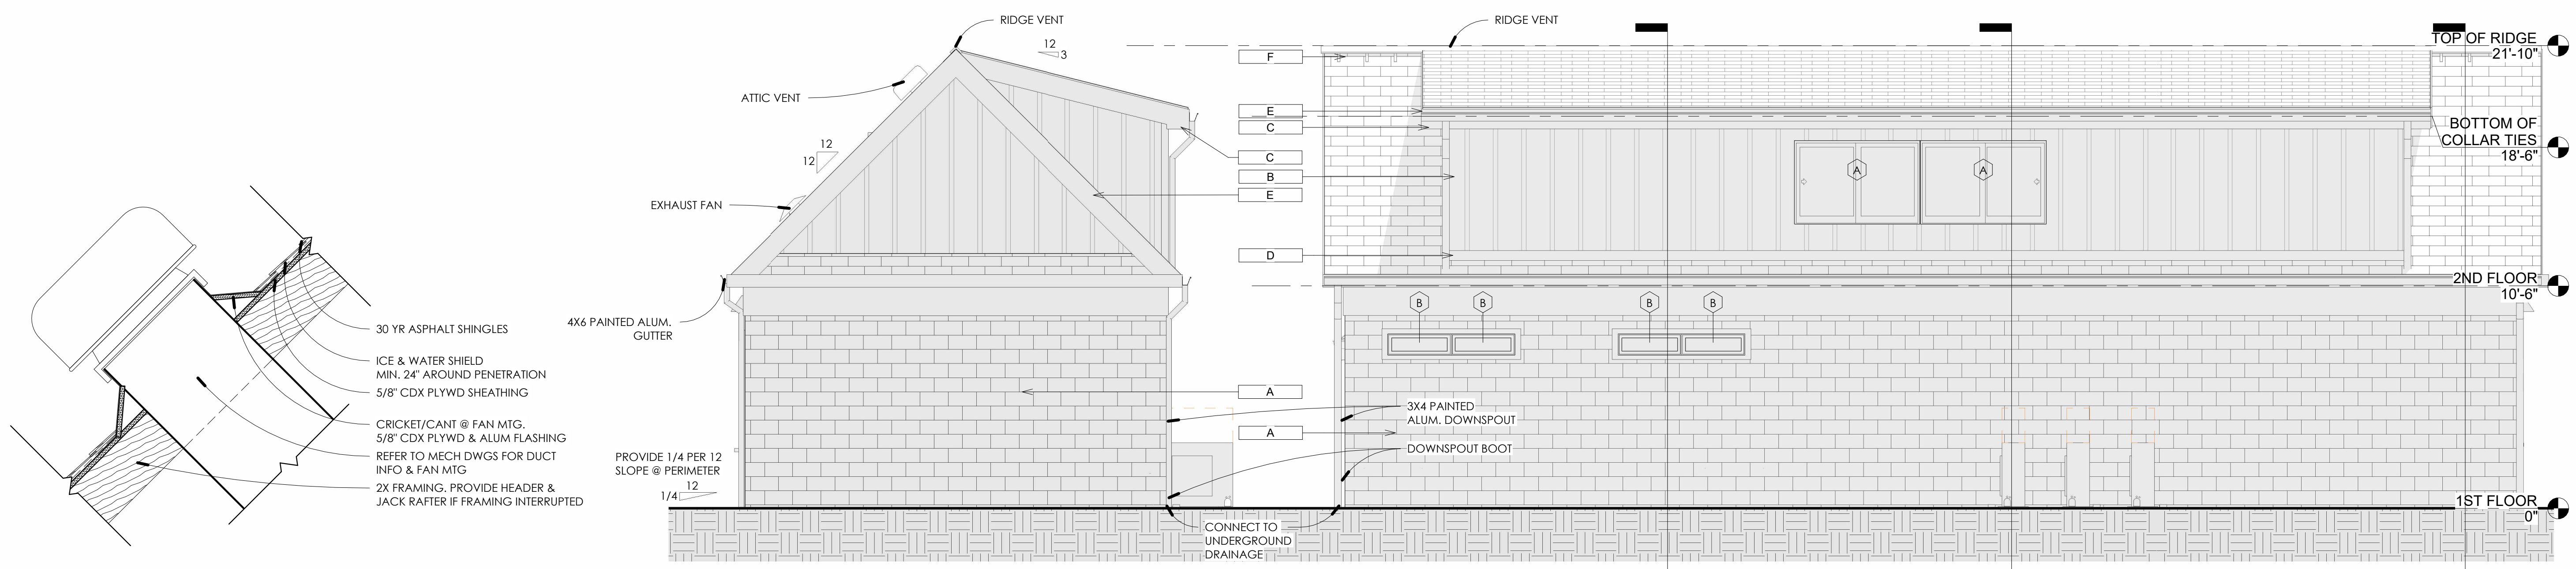 30 YR ASPHALT SHINGLES
ICE & WATER SHIELD
MIN. 24" AROUND PENETRATION
5/8" CDX PLYWD SHEATHING
CRICKET/CANT @ FAN MTG.
5/8" CDX PLYWD & ALUM FLASHING
REFER TO MECH DWGS FOR DUCT
INFO & FAN MTG
2X FRAMING. PROVIDE HEADER &
JACK RAFTER IF FRAMING INTERRUPTED
RIDGE VENT
12
3
ATTIC VENT
12
12
EXHAUST FAN
4X6 PAINTED ALUM.
GUTTER
PROVIDE 1/4 PER 12
SLOPE @ PERIMETER
12
1/4
F
E
C
C
B
E
D
A
A
3X4 PAINTED
ALUM. DOWNSPOUT
DOWNSPOUT BOOT
CONNECT TO
UNDERGROUND
DRAINAGE
RIDGE VENT
A
A
B
B
B
B
TOP OF RIDGE
21'-10"
BOTTOM OF
COLLAR TIES
18'-6"
2ND FLOOR
10'-6"
1ST FLOOR
0"